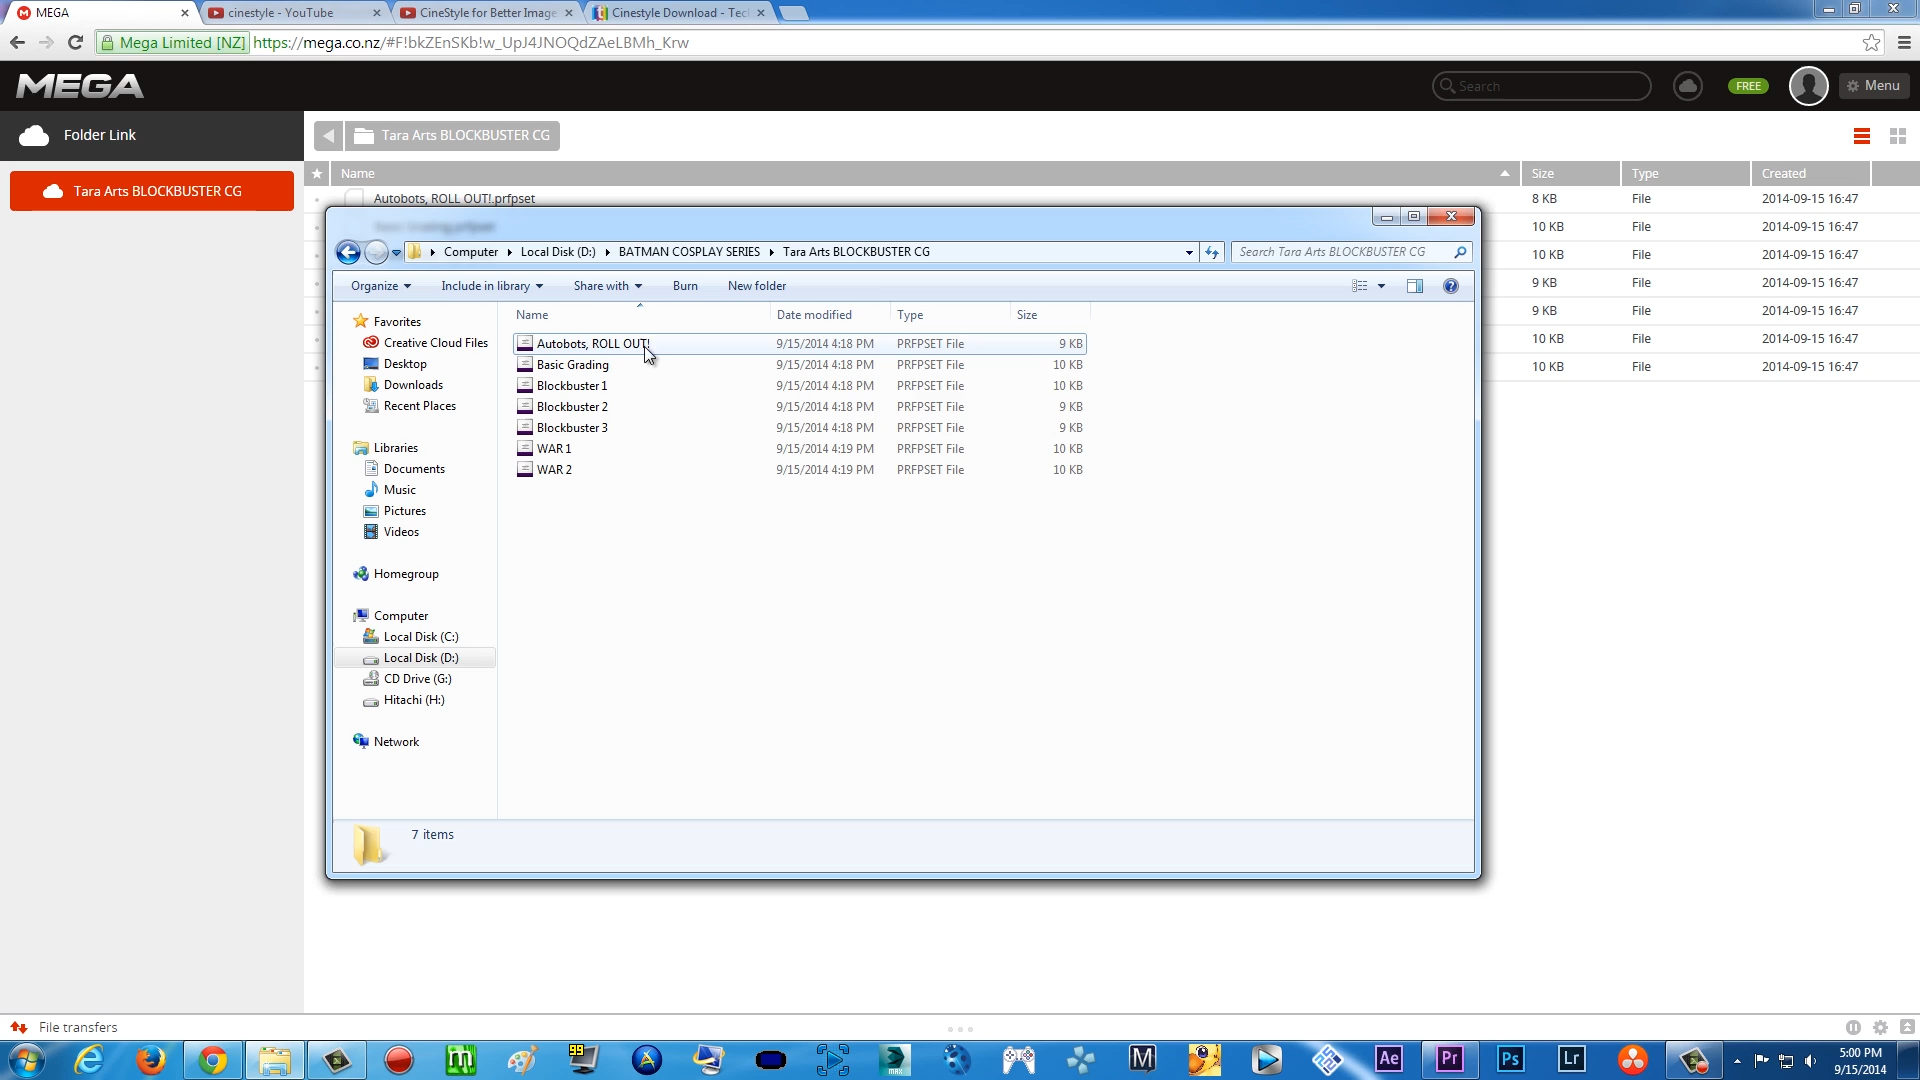 MEGA
cinestyle - YouTube
CineStyle for Better Image
Cinestyle Download - Tecl
Mega Limited [NZ]
https://mega.co.nz/#F!bkZEnSKb!w_UpJ4JNOQdZAeLBMh_Krw
MEGA
Search
FREE
Menu
Folder Link
Tara Arts BLOCKBUSTER CG
Tara Arts BLOCKBUSTER CG
Name Size Type Created
Autobots, ROLL OUT!.prfpset 8 KB File 2014-09-15 16:47
Basic Grading.prfpset 10 KB File 2014-09-15 16:47
10 KB File 2014-09-15 16:47
9 KB File 2014-09-15 16:47
9 KB File 2014-09-15 16:47
10 KB File 2014-09-15 16:47
10 KB File 2014-09-15 16:47
Computer Local Disk (D:) BATMAN COSPLAY SERIES Tara Arts BLOCKBUSTER CG
Search Tara Arts BLOCKBUSTER CG
Organize Include in library Share with Burn New folder
Favorites
Creative Cloud Files
Desktop
Downloads
Recent Places
Libraries
Documents
Music
Pictures
Videos
Homegroup
Computer
Local Disk (C:)
Local Disk (D:)
CD Drive (G:)
Hitachi (H:)
Network
Name Date modified Type Size
Autobots, ROLL OUT! 9/15/2014 4:18 PM PRFPSET File 9 KB
Basic Grading 9/15/2014 4:18 PM PRFPSET File 10 KB
Blockbuster 1 9/15/2014 4:18 PM PRFPSET File 10 KB
Blockbuster 2 9/15/2014 4:18 PM PRFPSET File 9 KB
Blockbuster 3 9/15/2014 4:18 PM PRFPSET File 9 KB
WAR 1 9/15/2014 4:19 PM PRFPSET File 10 KB
WAR 2 9/15/2014 4:19 PM PRFPSET File 10 KB
7 items
File transfers
99
MAX
M
Ae
Pr
Ps
Lr
5:00 PM
9/15/2014